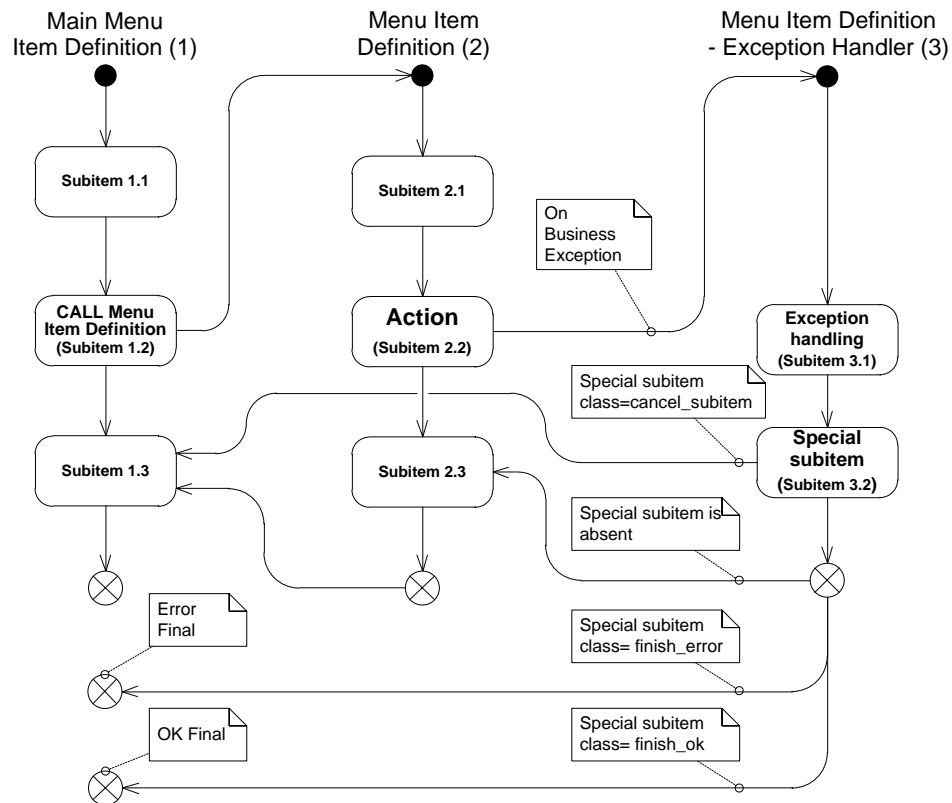 Main Menu
Item Definition (1)
Menu Item
Definition (2)
Menu Item Definition
- Exception Handler (3)
Subitem 1.1
Subitem 2.1
On
Business
Exception
CALL Menu
Item Definition
(Subitem 1.2)
Action
(Subitem 2.2)
Exception
handling
(Subitem 3.1)
Special subitem
class=cancel_subitem
Subitem 1.3
Subitem 2.3
Special
subitem
(Subitem 3.2)
Special subitem is
absent
Error
Final
Special subitem
class= finish_error
OK Final
Special subitem
class= finish_ok